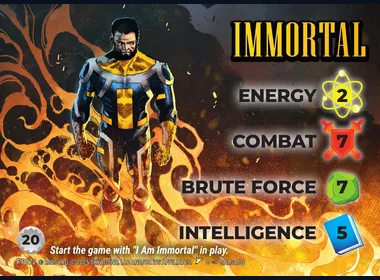 IMMORTAL
ENERGY 2
COMBAT 7
BRUTE FORCE 7
INTELLIGENCE 5
20
Start the game with "I Am Immortal" in play.